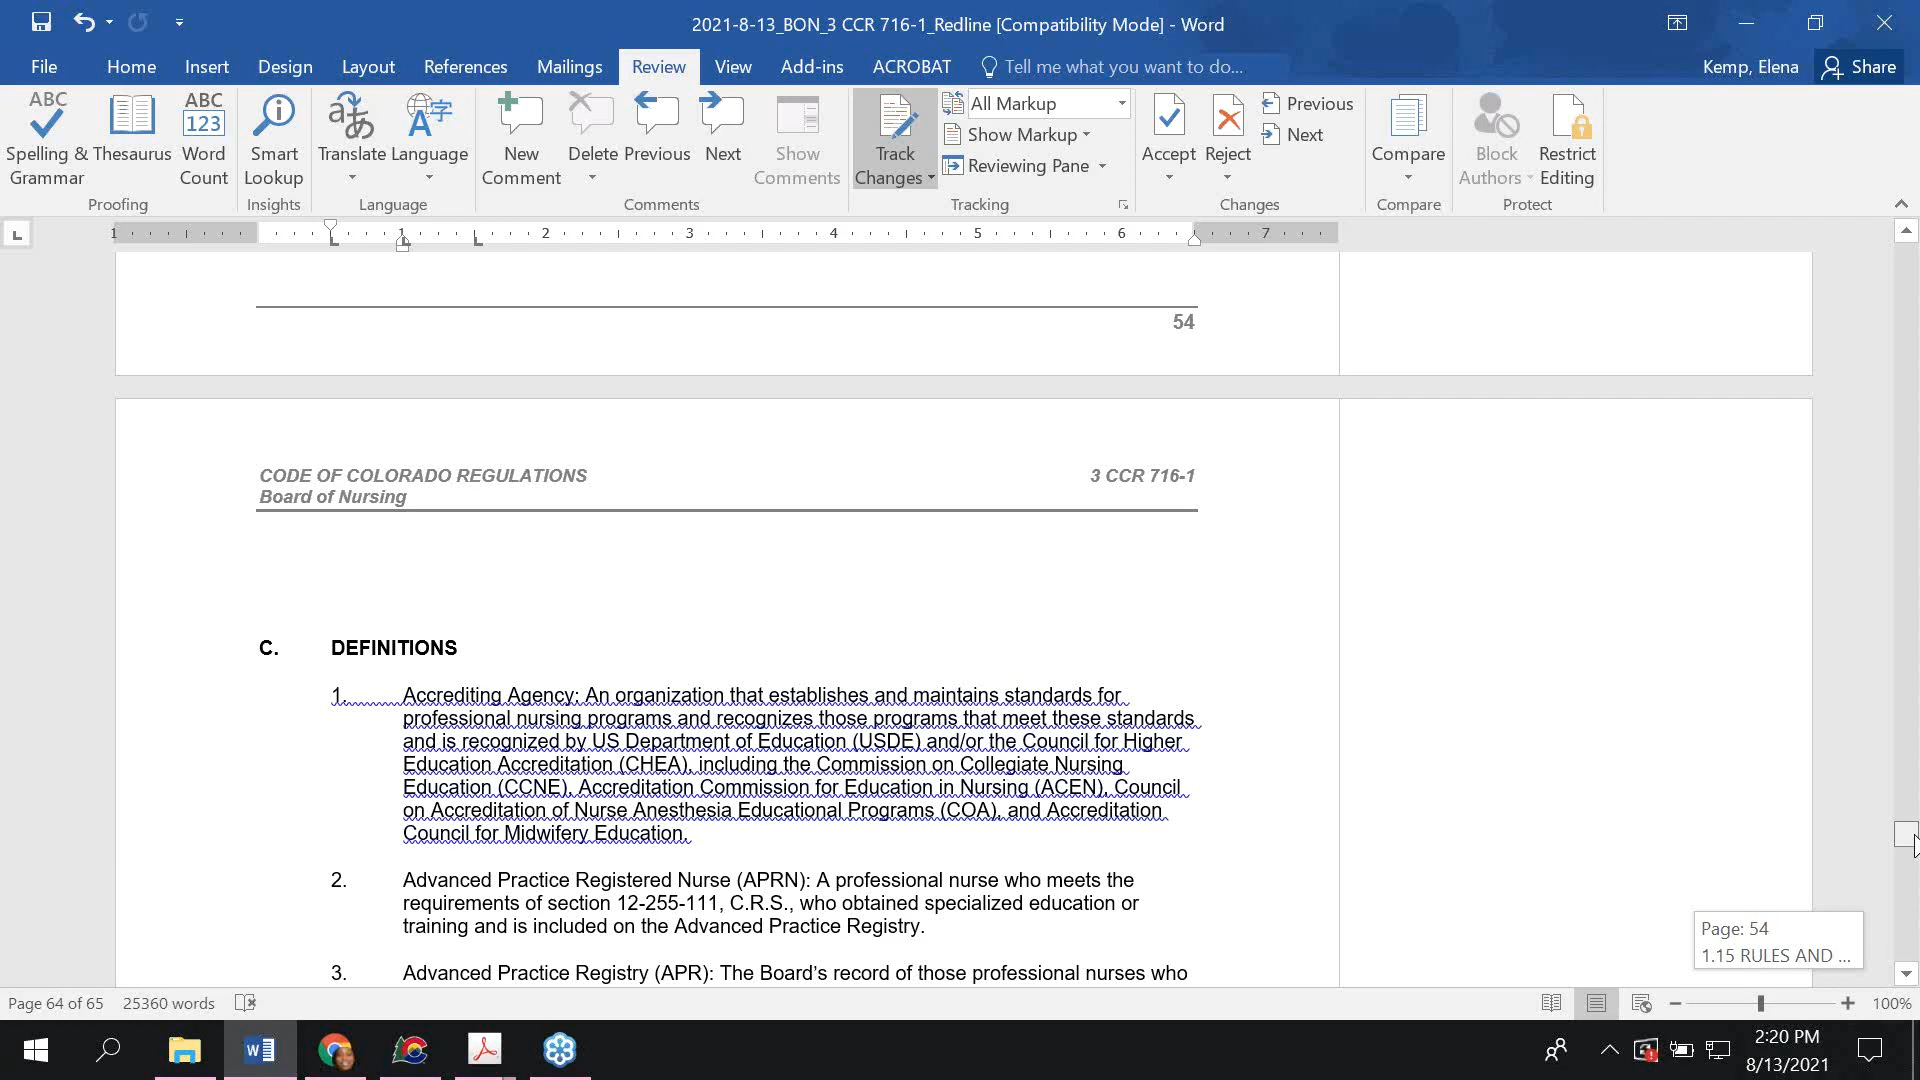 2021-8-13_BON_3 CCR 716-1_Redline [Compatibility Mode] - Word
File Home Insert Design Layout References Mailings Review View Add-ins ACROBAT Tell me what you want to do... Kemp, Elena Share
ABC
Spelling &
Grammar
Thesaurus
ABC
123
Word
Count
Proofing
Smart
Lookup
Insights
Translate
Language
Language
New
Comment
Delete
Previous
Next
Show
Comments
Comments
Track
Changes
All Markup
Show Markup
Reviewing Pane
Tracking
Accept
Reject
Previous
Next
Changes
Compare
Compare
Block
Authors
Restrict
Editing
Protect
1 1 2 3 4 5 6 7
54
CODE OF COLORADO REGULATIONS 3 CCR 716-1
Board of Nursing
C. DEFINITIONS
1. Accrediting Agency: An organization that establishes and maintains standards for
professional nursing programs and recognizes those programs that meet these standards
and is recognized by US Department of Education (USDE) and/or the Council for Higher
Education Accreditation (CHEA), including the Commission on Collegiate Nursing
Education (CCNE), Accreditation Commission for Education in Nursing (ACEN), Council
on Accreditation of Nurse Anesthesia Educational Programs (COA), and Accreditation
Council for Midwifery Education.
2. Advanced Practice Registered Nurse (APRN): A professional nurse who meets the
requirements of section 12-255-111, C.R.S., who obtained specialized education or
training and is included on the Advanced Practice Registry.
3. Advanced Practice Registry (APR): The Board's record of those professional nurses who
Page: 54
1.15 RULES AND ...
Page 64 of 65 25360 words 100%
2:20 PM
8/13/2021